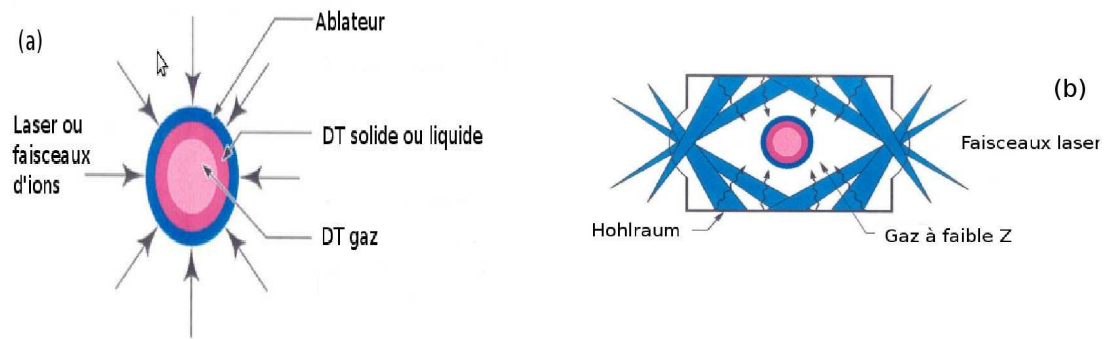 (a)
Ablateur
Laser ou
faisceaux
d'ions
DT solide ou liquide
DT gaz
(b)
Faisceaux laser
Hohlraum
Gaz à faible Z